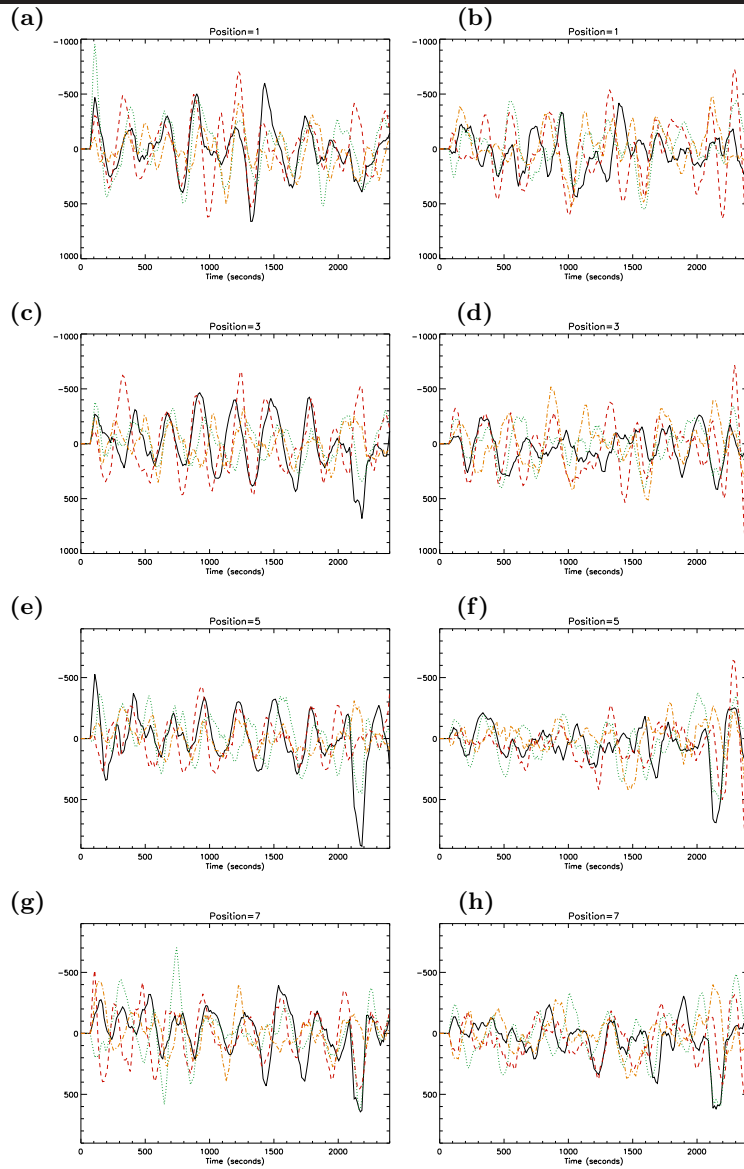 (a) (b)
Position=1 Position=1
-1000 -1000
-500 -500
0 0
500 500
1000 1000
0 500 1000 1500 2000 0 500 1000 1500 2000
Time (seconds) Time (seconds)
(c) (d)
Position=3 Position=3
-1000 -1000
-500 -500
0 0
500 500
1000 1000
0 500 1000 1500 2000 0 500 1000 1500 2000
Time (seconds) Time (seconds)
(e) (f)
Position=5 Position=5
-500 -500
0 0
500 500
0 500 1000 1500 2000 0 500 1000 1500 2000
Time (seconds) Time (seconds)
(g) (h)
Position=7 Position=7
-500 -500
0 0
500 500
0 500 1000 1500 2000 0 500 1000 1500 2000
Time (seconds) Time (seconds)